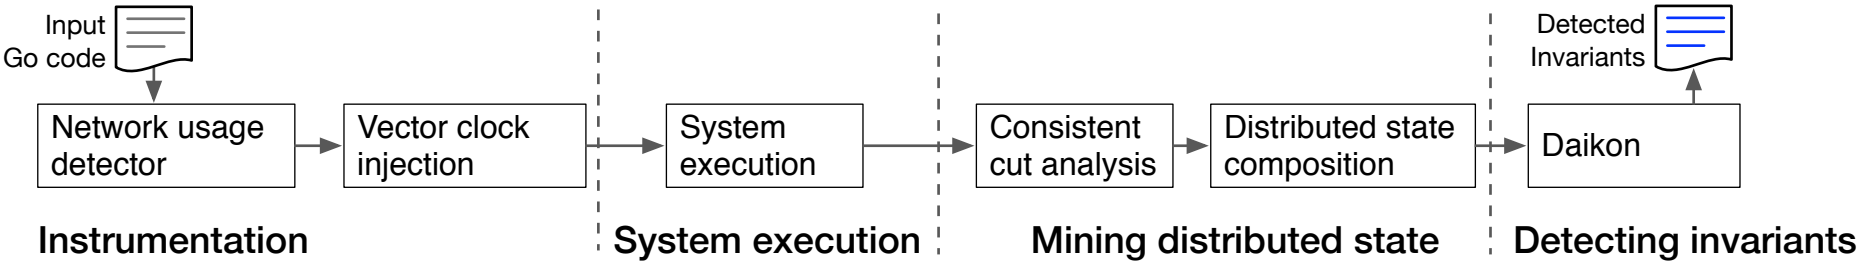 Input
Go code
Network usage
detector
Vector clock
injection
System
execution
Consistent
cut analysis
Distributed state
composition
Daikon
Detected
Invariants
Instrumentation
System execution
Mining distributed state
Detecting invariants